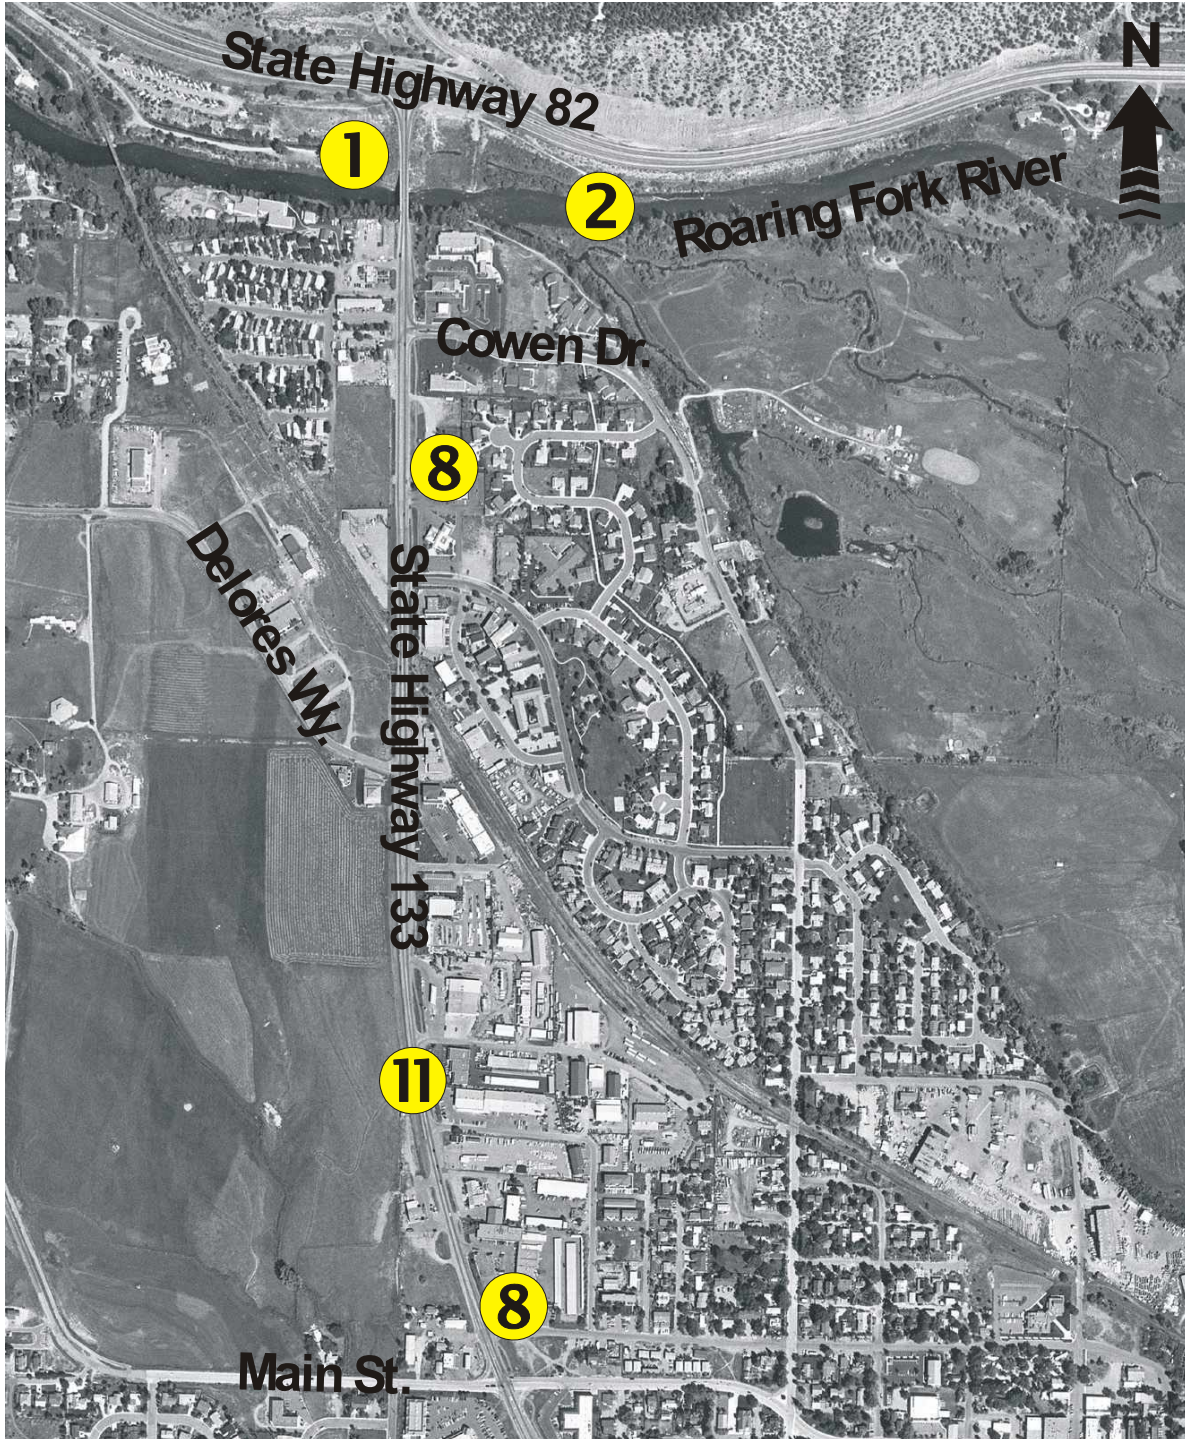 N
State Highway 82
1
2
Roaring Fork River
Cowen Dr.
8
Delores Wy.
State Highway 133
11
8
Main St.